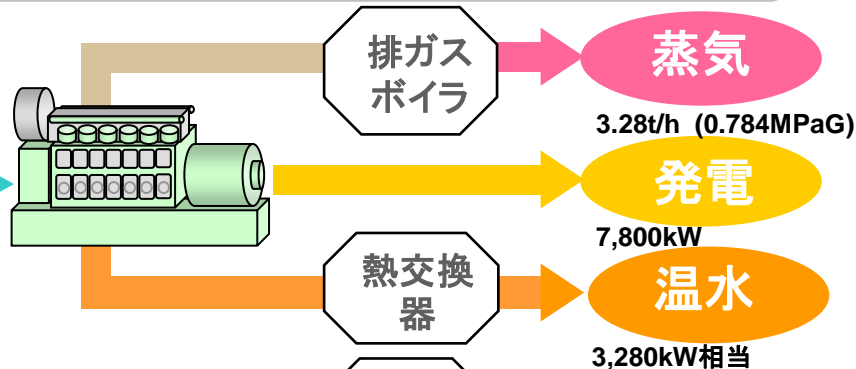 排ガス
ボイラ
蒸気
3.28t/h (0.784MPaG)
発電
7,800kW
熱交換
器
温水
3,280kW相当